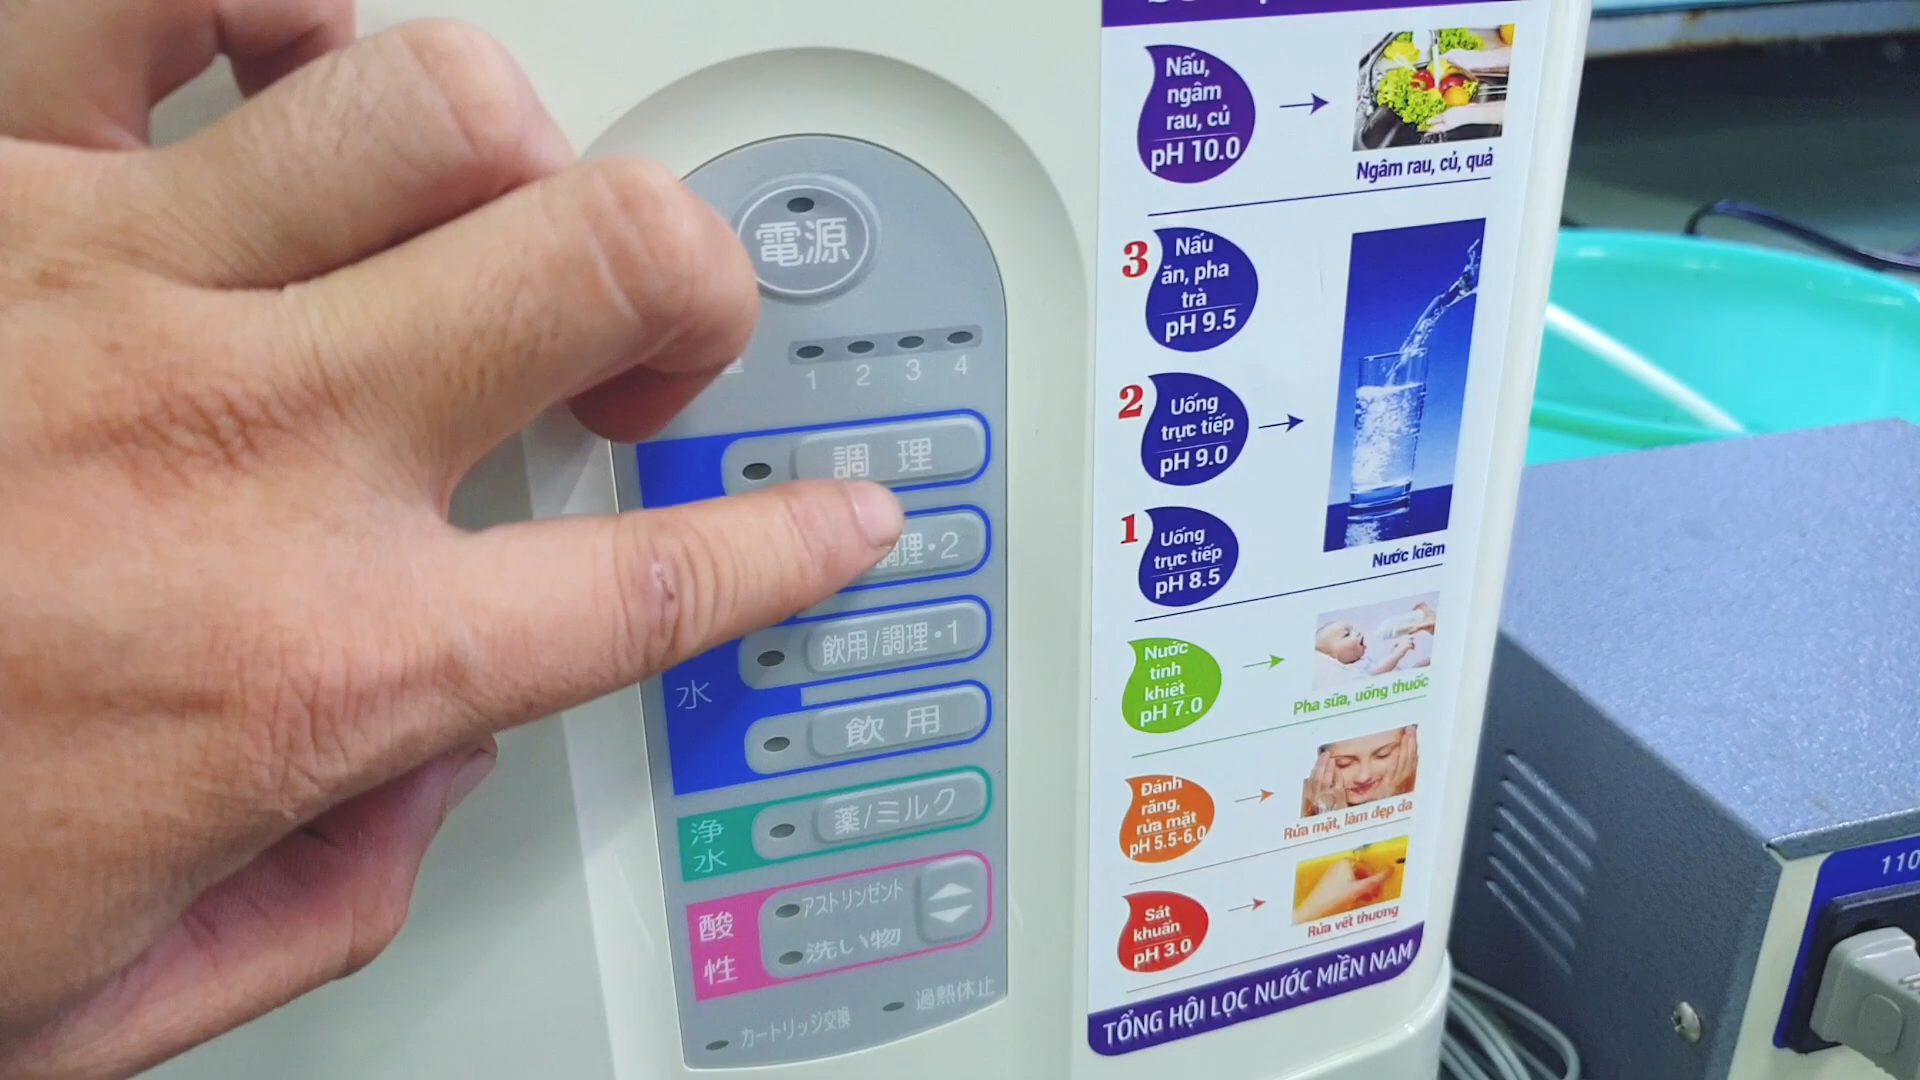 電源
1 2 3 4
調 理
調理・2
飲用/調理・1
水
飲 用
浄
水
薬/ミルク
酸
性
アストリンゼント
洗い物
過熱休止
カートリッジ交換
Nấu,
ngâm
rau, củ
pH 10.0
Ngâm rau, củ, quả
3
Nấu
ăn, pha
trà
pH 9.5
2
Uống
trực tiếp
pH 9.0
1
Uống
trực tiếp
pH 8.5
Nước kiềm
Nước
tinh
khiết
pH 7.0
Pha sữa, uống thuốc
Đánh
răng,
rửa mặt
pH 5.5-6.0
Rửa mặt, làm đẹp da
Sát
khuẩn
pH 3.0
Rửa vết thương
TỔNG HỘI LỌC NƯỚC MIỀN NAM
110